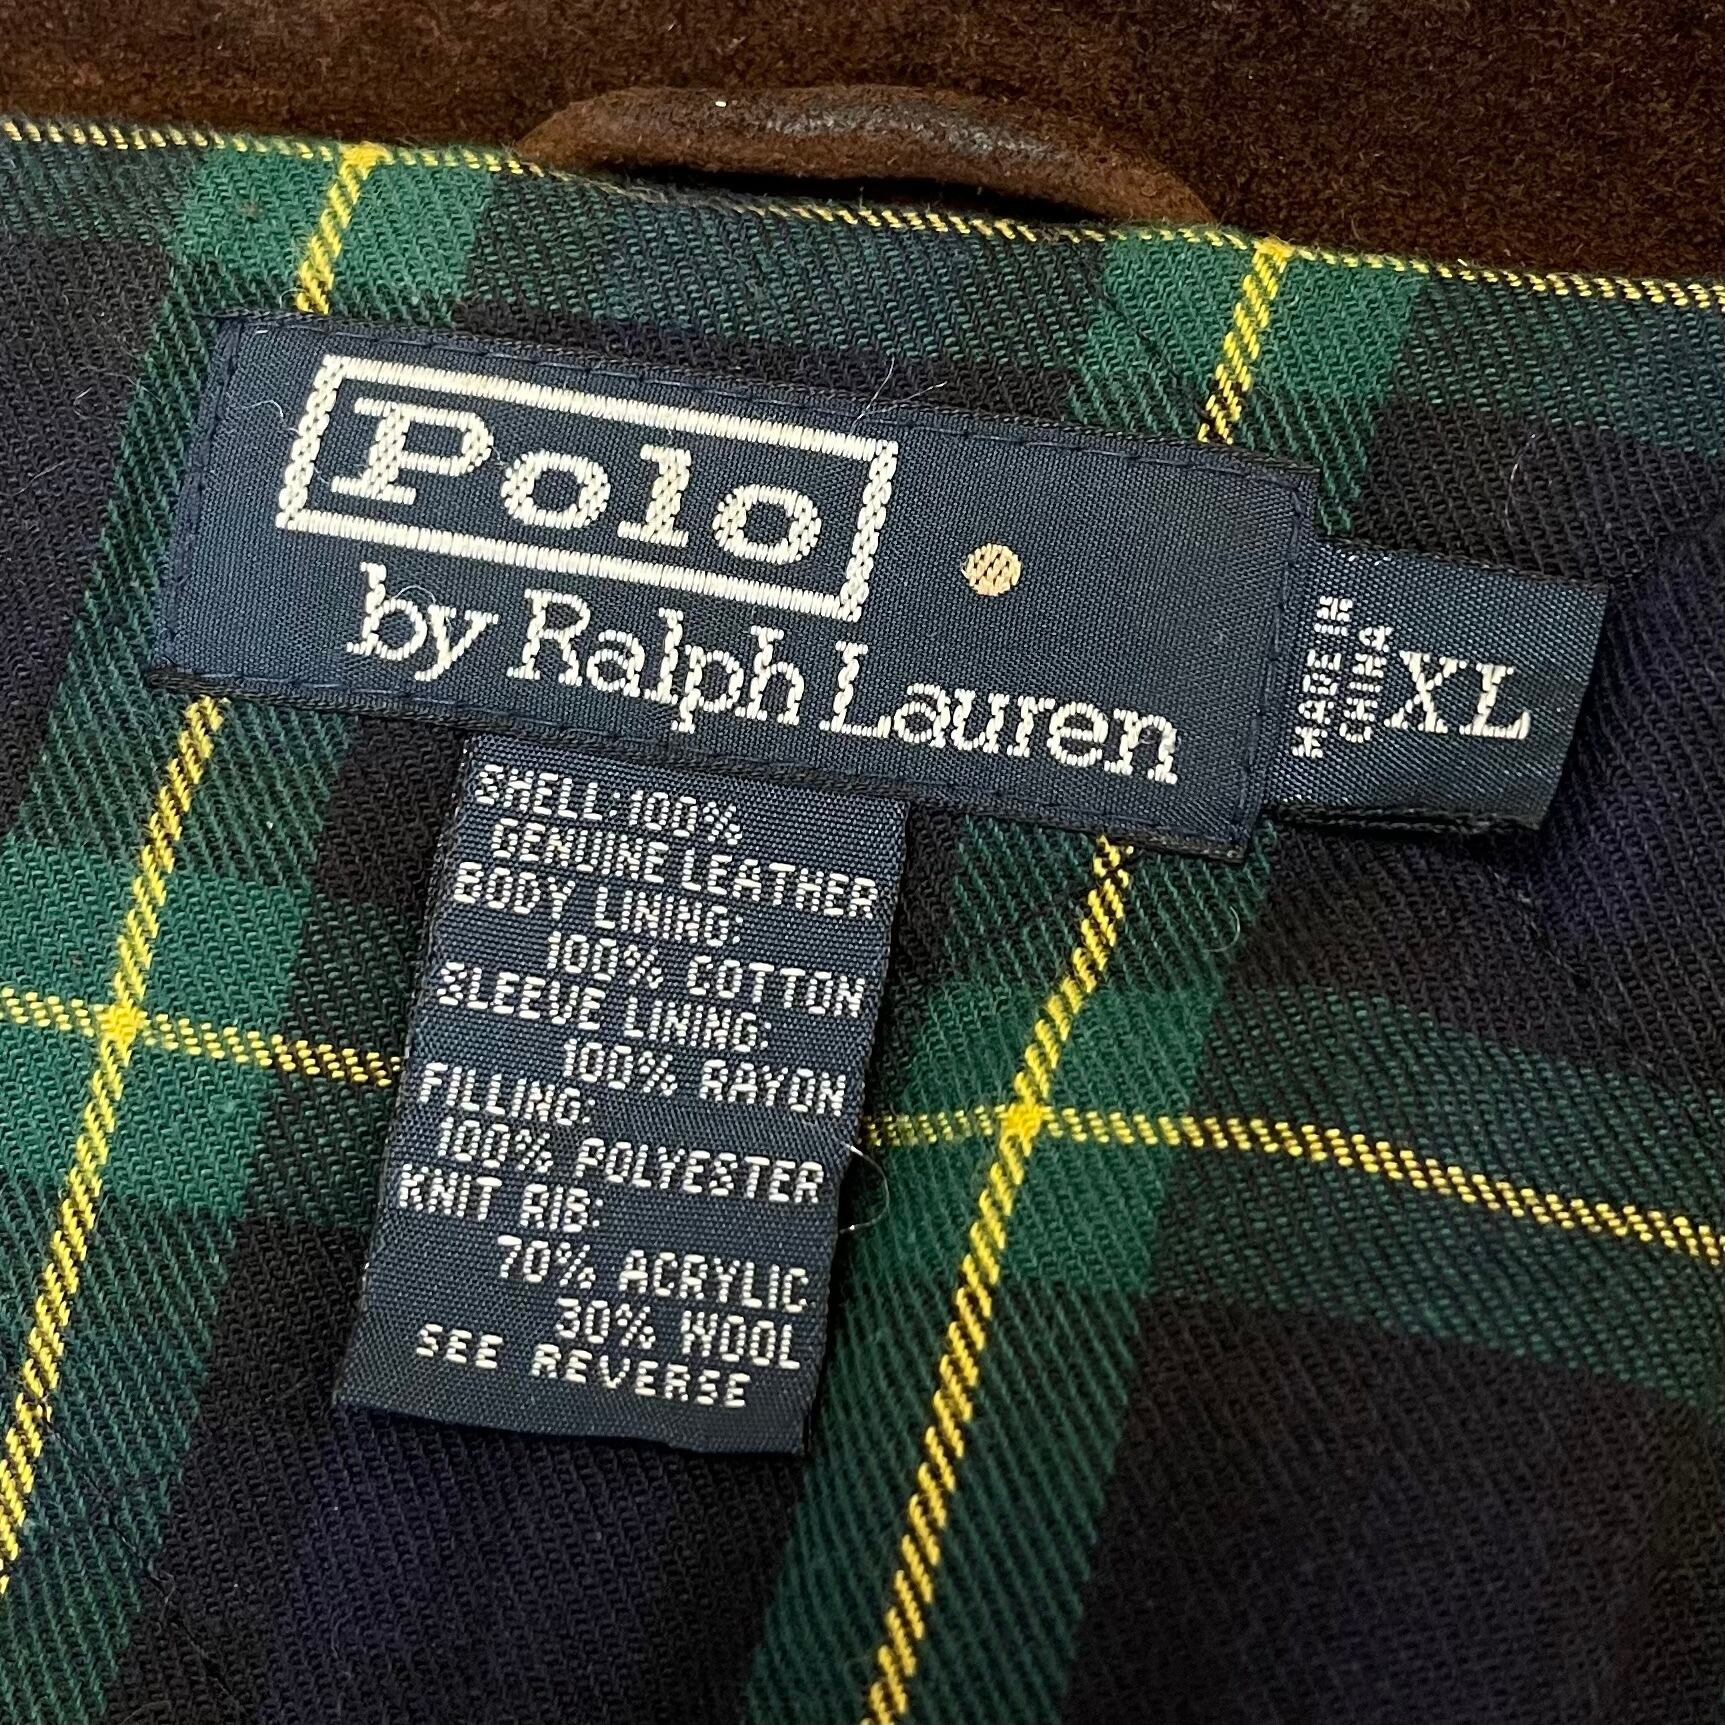 Polo
by Ralph Lauren
MADE IN
CHINA
XL
SHELL:100%
GENUINE LEATHER
BODY LINING:
100% COTTON
SLEEVE LINING:
100% RAYON
FILLING:
100% POLYESTER
KNIT RIB:
70% ACRYLIC
30% WOOL
SEE REVERSE